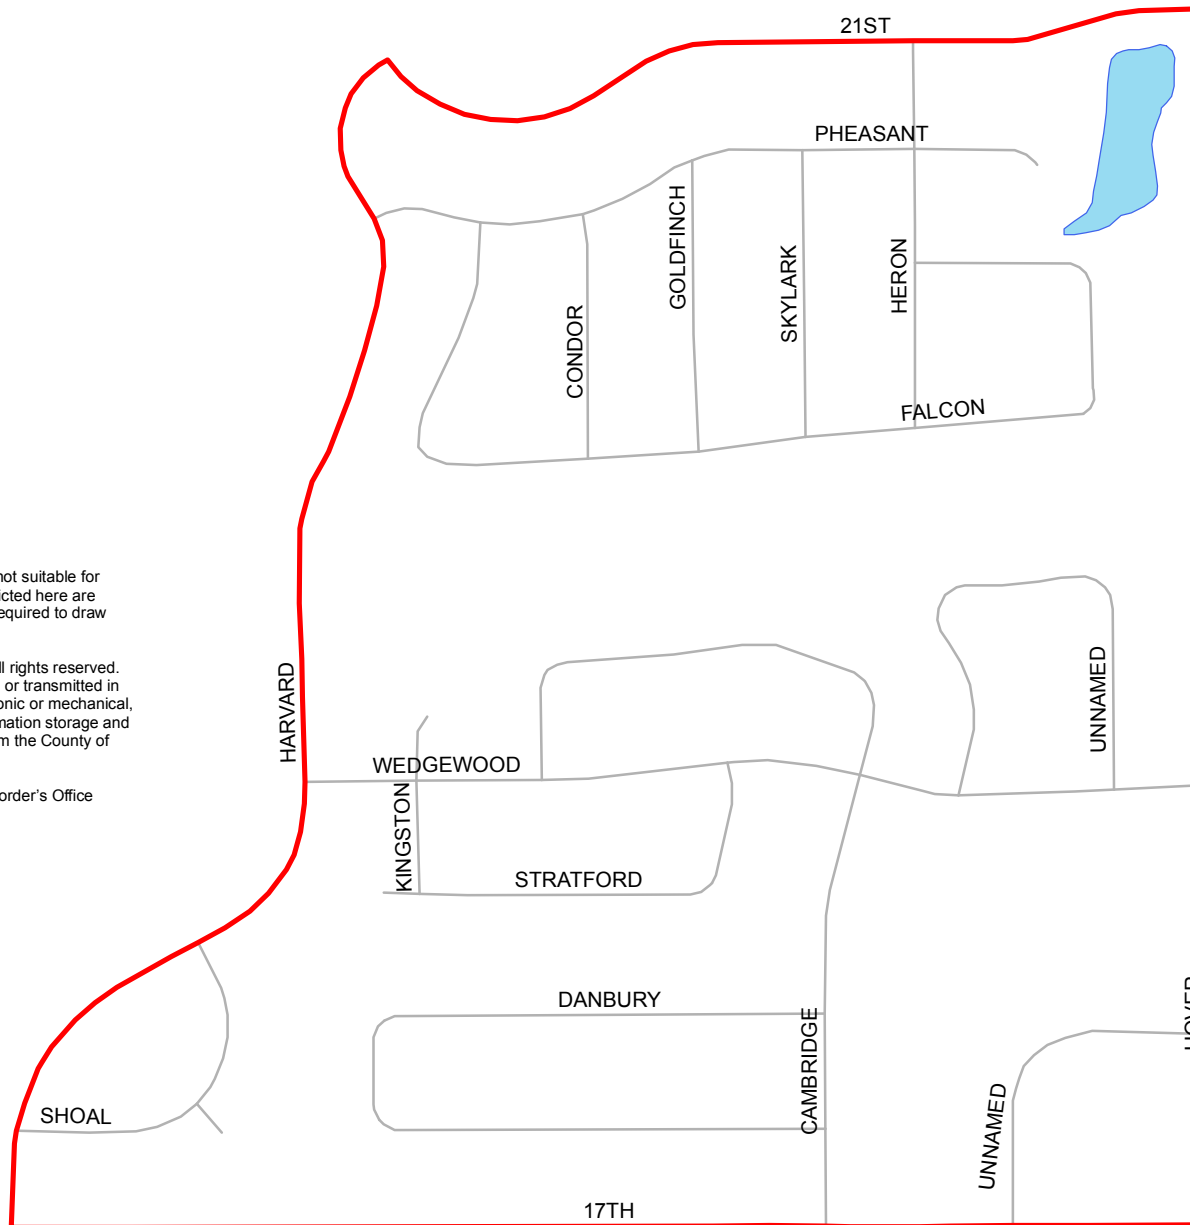 21ST
PHEASANT
GOLDFINCH
SKYLARK
HERON
CONDOR
FALCON
not suitable for
icted here are
equired to draw
ll rights reserved.
or transmitted in
onic or mechanical,
mation storage and
m the County of
order's Office
HARVARD
UNNAMED
WEDGEWOOD
KINGSTON
STRATFORD
DANBURY
CAMBRIDGE
HOVER
UNNAMED
SHOAL
17TH